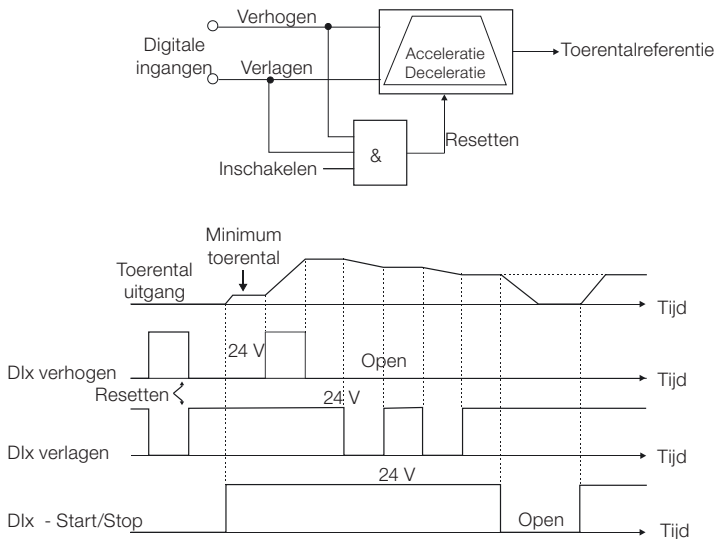 Verhogen
Digitale
ingangen
Verlagen
Acceleratie
Deceleratie
Toerentalreferentie
Inschakelen
&
Resetten
Minimum
toerental
Toerental
uitgang
Tijd
24 V
Open
DIx verhogen
Tijd
Resetten
24 V
DIx verlagen
Tijd
24 V
DIx - Start/Stop
Open
Tijd